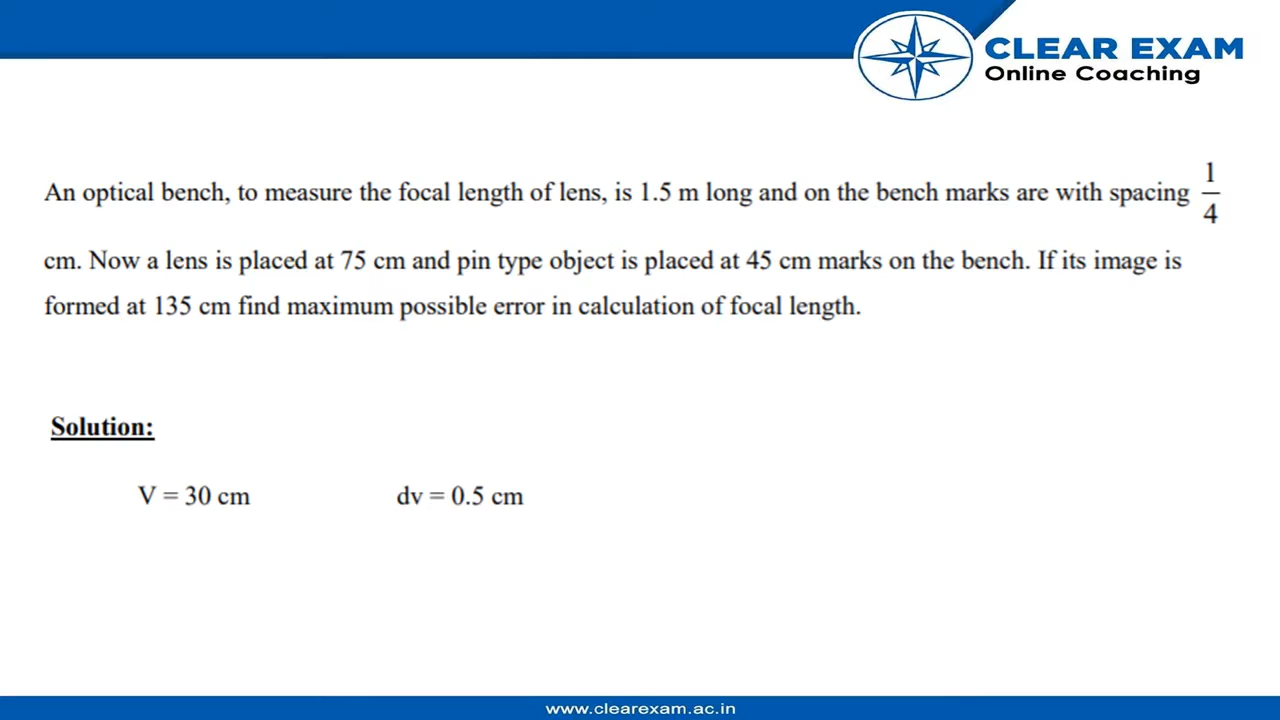 CLEAR EXAM
Online Coaching
An optical bench, to measure the focal length of lens, is 1.5 m long and on the bench marks are with spacing 1/4
cm. Now a lens is placed at 75 cm and pin type object is placed at 45 cm marks on the bench. If its image is
formed at 135 cm find maximum possible error in calculation of focal length.
Solution:
V = 30 cm dv = 0.5 cm
www.clearexam.ac.in